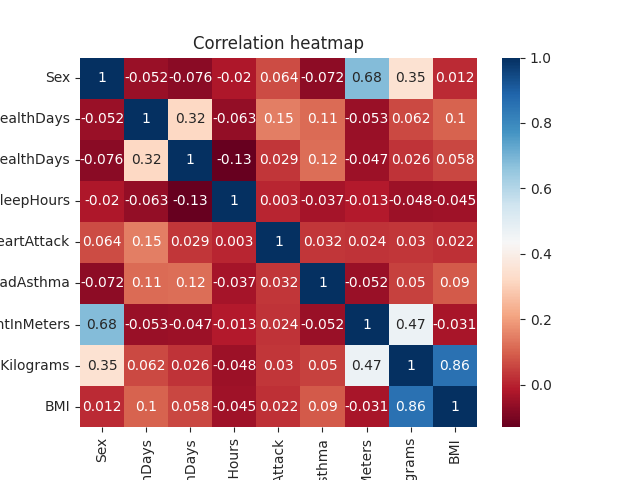 Correlation heatmap
Sex 1 -0.052 -0.076 -0.02 0.064 -0.072 0.68 0.35 0.012
ealthDays -0.052 1 0.32 -0.063 0.15 0.11 -0.053 0.062 0.1
ealthDays -0.076 0.32 1 -0.13 0.029 0.12 -0.047 0.026 0.058
leepHours -0.02 -0.063 -0.13 1 0.003 -0.037 -0.013 -0.048 -0.045
eartAttack 0.064 0.15 0.029 0.003 1 0.032 0.024 0.03 0.022
adAsthma -0.072 0.11 0.12 -0.037 0.032 1 -0.052 0.05 0.09
htInMeters 0.68 -0.053 -0.047 -0.013 0.024 -0.052 1 0.47 -0.031
Kilograms 0.35 0.062 0.026 -0.048 0.03 0.05 0.47 1 0.86
BMI 0.012 0.1 0.058 -0.045 0.022 0.09 -0.031 0.86 1
Sex
hDays
hDays
Hours
Attack
sthma
Meters
grams
BMI
1.0
0.8
0.6
0.4
0.2
0.0